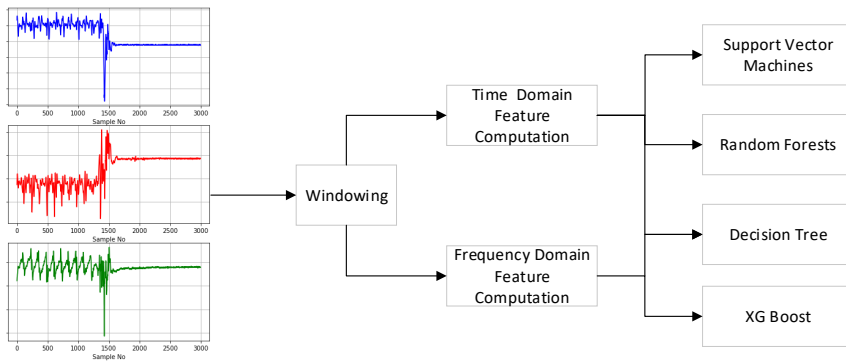 0 500 1000 1500 2000 2500 3000
Sample No
0 500 1000 1500 2000 2500 3000
Sample No
0 500 1000 1500 2000 2500 3000
Sample No
Windowing
Time Domain
Feature
Computation
Frequency Domain
Feature
Computation
Support Vector
Machines
Random Forests
Decision Tree
XG Boost